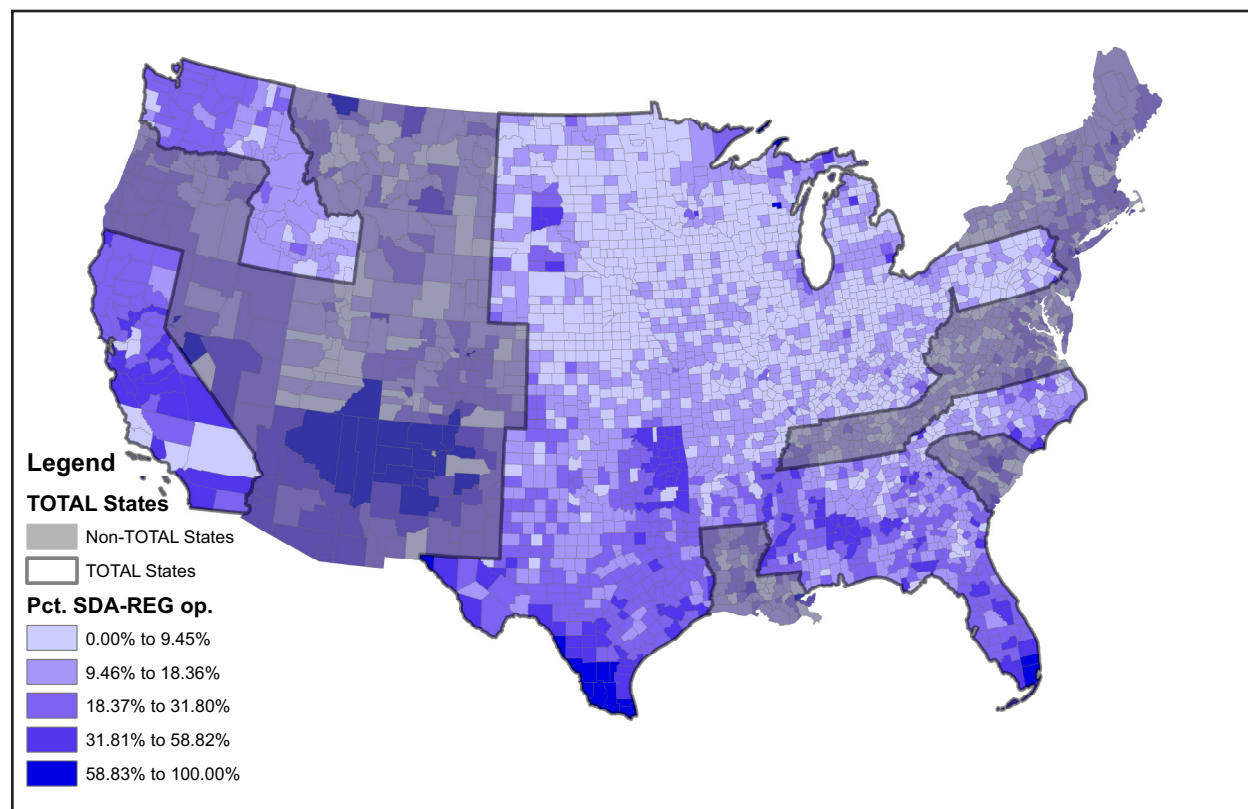 Legend
TOTAL States
Non-TOTAL States
TOTAL States
Pct. SDA-REG op.
0.00% to 9.45%
9.46% to 18.36%
18.37% to 31.80%
31.81% to 58.82%
58.83% to 100.00%